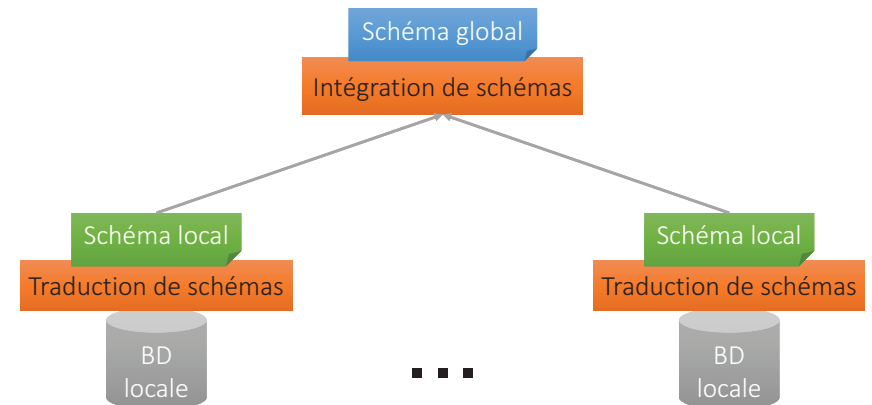 Schéma global
Intégration de schémas
Schéma local
Schéma local
Traduction de schémas
Traduction de schémas
BD
locale
...
BD
locale